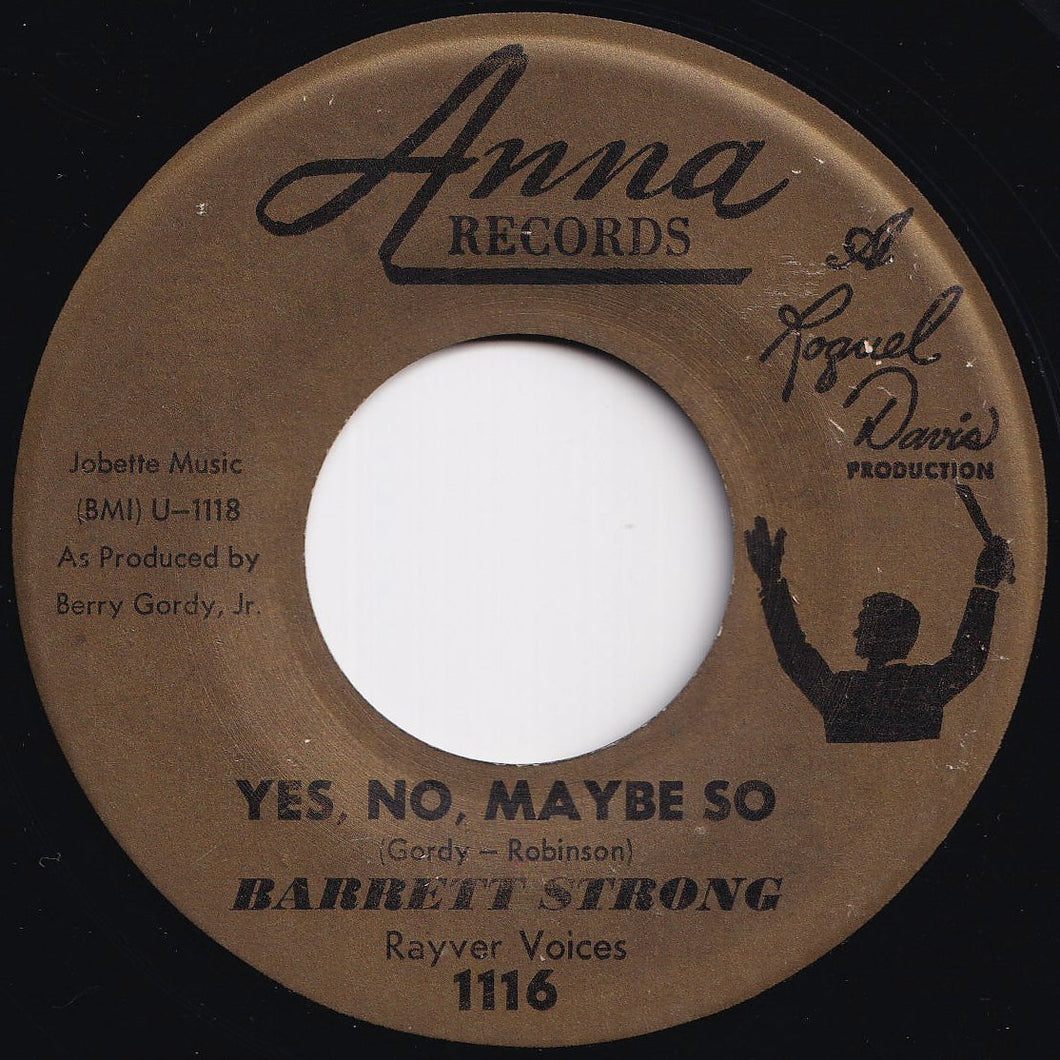 Anna
RECORDS
A
Roquel
Davis
PRODUCTION
Jobette Music
(BMI) U-1118
As Produced by
Berry Gordy, Jr.
YES, NO, MAYBE SO
(Gordy - Robinson)
BARRETT STRONG
Rayver Voices
1116